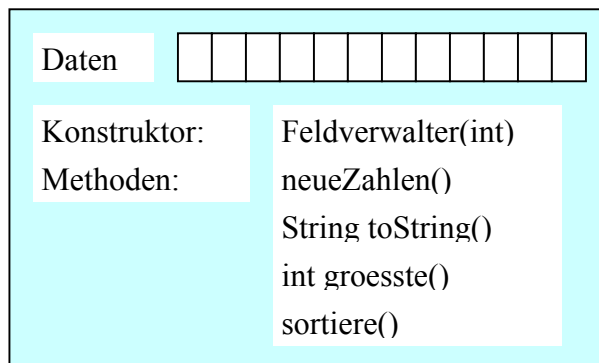 Daten
Konstruktor: Feldverwalter(int)
Methoden: neueZahlen()
String toString()
int groesste()
sortiere()